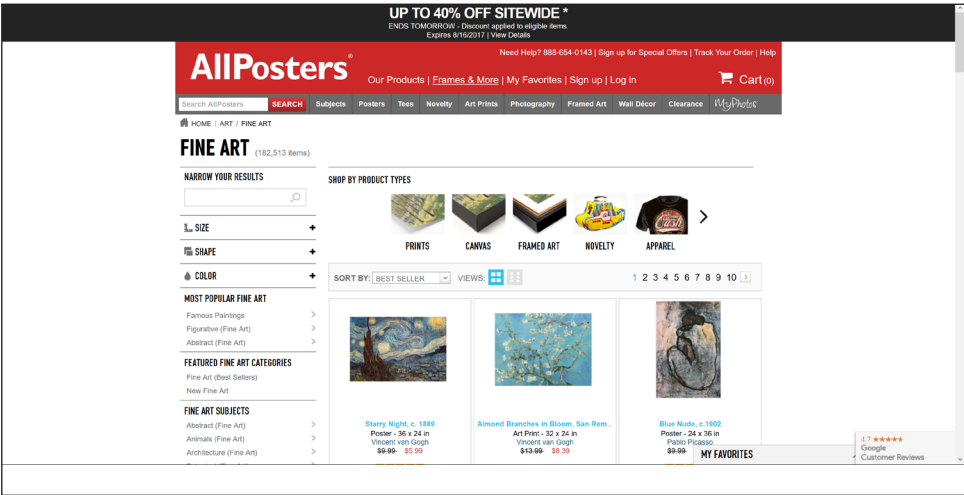 UP TO 40% OFF SITEWIDE *
ENDS TOMORROW - Discount applied to eligible items.
Expires 8/16/2017 | View Details
Need Help? 888-654-0143 | Sign up for Special Offers | Track Your Order | Help
AllPosters®
Our Products | Frames & More | My Favorites | Sign up | Log in
Cart (0)
Search AllPosters SEARCH Subjects Posters Tees Novelty Art Prints Photography Framed Art Wall Décor Clearance MyPhotos
HOME / ART / FINE ART
FINE ART (182,513 items)
NARROW YOUR RESULTS
SIZE +
SHAPE +
COLOR +
MOST POPULAR FINE ART
Famous Paintings
Figurative (Fine Art)
Abstract (Fine Art)
FEATURED FINE ART CATEGORIES
Fine Art (Best Sellers)
New Fine Art
FINE ART SUBJECTS
Abstract (Fine Art)
Animals (Fine Art)
Architecture (Fine Art)
SHOP BY PRODUCT TYPES
Cash
PRINTS CANVAS FRAMED ART NOVELTY APPAREL
SORT BY: BEST SELLER VIEWS: 1 2 3 4 5 6 7 8 9 10
Starry Night, c. 1889
Poster - 36 x 24 in
Vincent van Gogh
$9.99 $5.99
Almond Branches in Bloom, San Rem...
Art Print - 32 x 24 in
Vincent van Gogh
$13.99 $8.39
Blue Nude, c.1902
Poster - 24 x 36 in
Pablo Picasso
$9.99
MY FAVORITES
4.7
Google
Customer Reviews